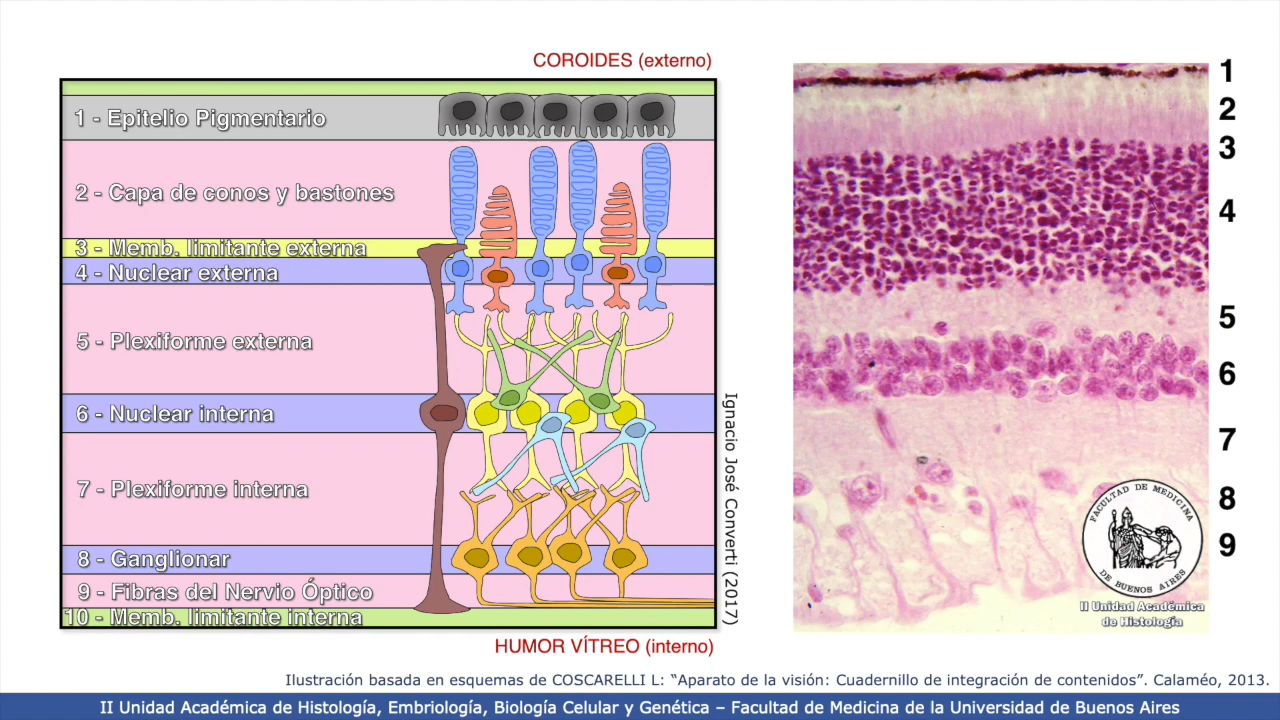 COROIDES (externo)
1 - Epitelio Pigmentario
2 - Capa de conos y bastones
3 - Memb. limitante externa
4 - Nuclear externa
5 - Plexiforme externa
6 - Nuclear interna
7 - Plexiforme interna
8 - Ganglionar
9 - Fibras del Nervio Óptico
10 - Memb. limitante interna
HUMOR VÍTREO (interno)
Ignacio José Converti (2017)
1
2
3
4
5
6
7
8
9
FACULTAD DE MEDICINA
DE BUENOS AIRES
II Unidad Académica
de Histología
Ilustración basada en esquemas de COSCARELLI L: “Aparato de la visión: Cuadernillo de integración de contenidos”. Calaméo, 2013.
II Unidad Académica de Histología, Embriología, Biología Celular y Genética – Facultad de Medicina de la Universidad de Buenos Aires